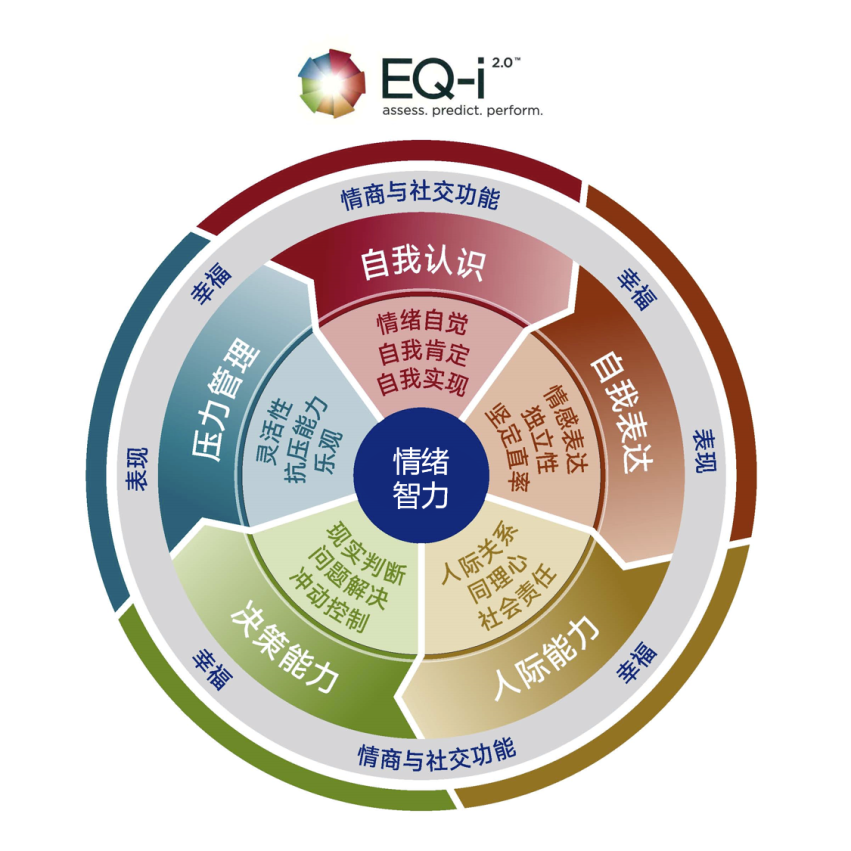 EQ-i 2.0™
assess. predict. perform.
情商与社交功能
幸福
幸福
自我认识
情绪自觉
自我肯定
自我实现
压力管理
灵活性
抗压能力
乐观
自我表达
情感表达
独立性
坚定直率
表现
表现
情绪
智力
决策能力
现实判断
问题解决
冲动控制
人际能力
人际关系
同理心
社会责任
幸福
幸福
情商与社交功能